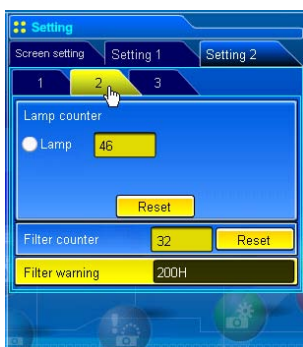 Setting
Screen setting Setting 1 Setting 2
1 2 3
Lamp counter
Lamp 46
Reset
Filter counter 32 Reset
Filter warning 200H